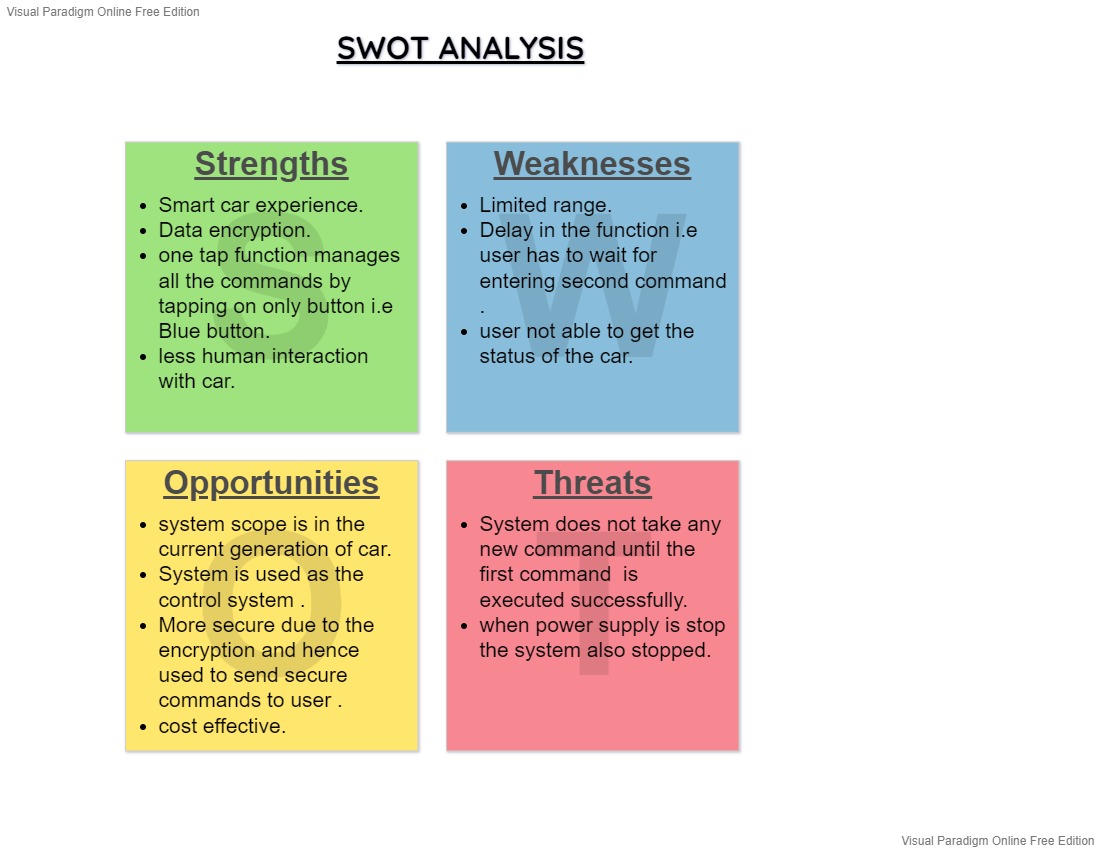 Visual Paradigm Online Free Edition
SWOT ANALYSIS
Strengths
• Smart car experience.
• Data encryption.
• one tap function manages
all the commands by
tapping on only button i.e
Blue button.
• less human interaction
with car.
S
Weaknesses
• Limited range.
• Delay in the function i.e
user has to wait for
entering second command
.
• user not able to get the
status of the car.
W
Opportunities
• system scope is in the
current generation of car.
• System is used as the
control system .
• More secure due to the
encryption and hence
used to send secure
commands to user .
• cost effective.
O
Threats
• System does not take any
new command until the
first command  is
executed successfully.
• when power supply is stop
the system also stopped.
T
Visual Paradigm Online Free Edition